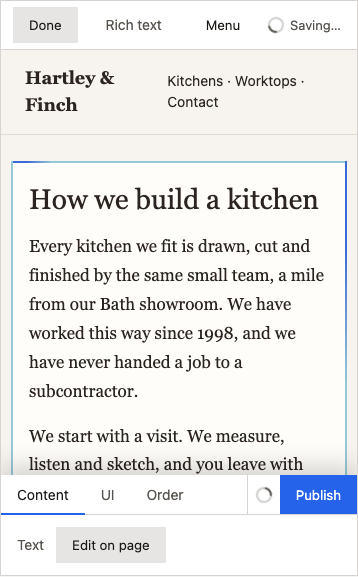 Done Rich text Menu Saving...
Hartley &
Finch
Kitchens · Worktops ·
Contact
How we build a kitchen
Every kitchen we fit is drawn, cut and
finished by the same small team, a mile
from our Bath showroom. We have
worked this way since 1998, and we
have never handed a job to a
subcontractor.
We start with a visit. We measure,
listen and sketch, and you leave with
Content UI Order Publish
Text Edit on page